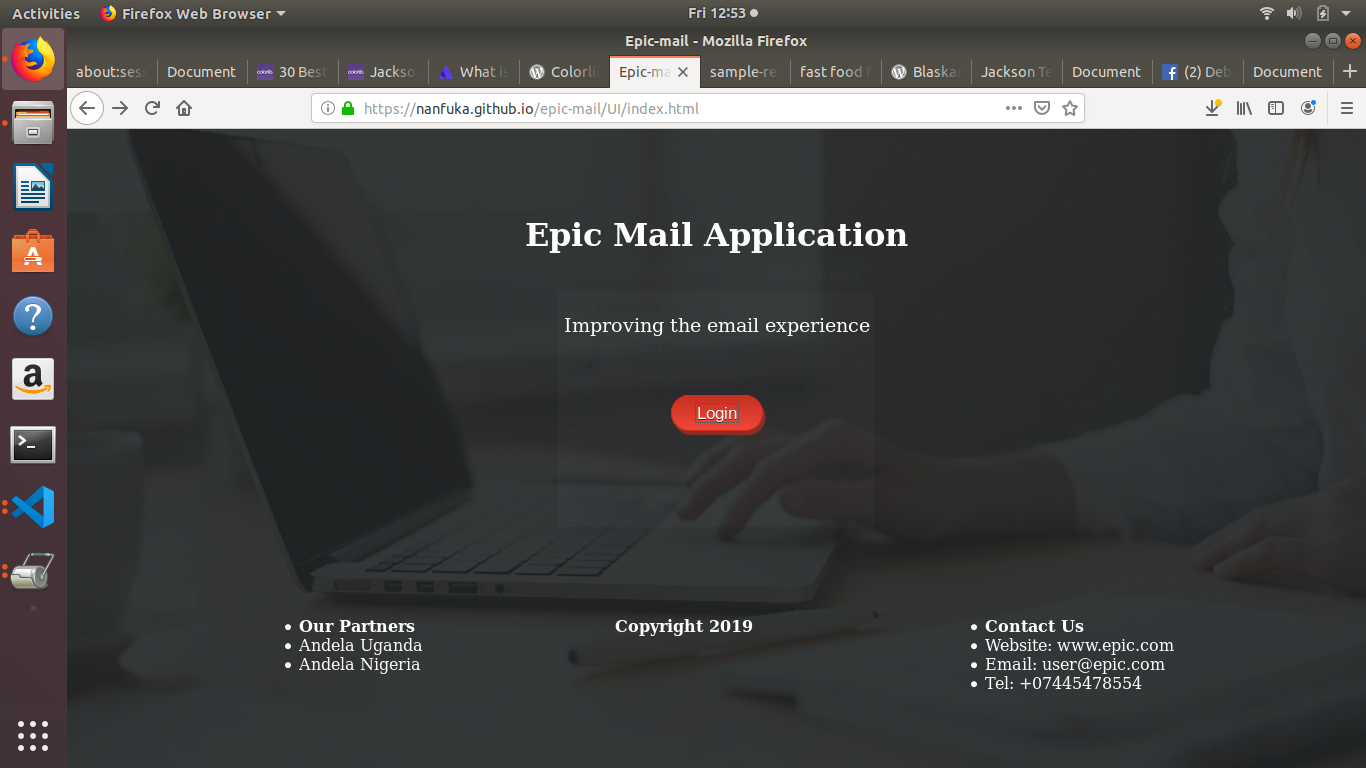 Activities
Firefox Web Browser
Fri 12:53
Epic-mail - Mozilla Firefox
about:ses
Document
30 Best
Jackso
What is
Colorli
Epic-ma
sample-re
fast food
Blaska
Jackson Te
Document
(2) Deb
Document
https://nanfuka.github.io/epic-mail/UI/index.html
Epic Mail Application
Improving the email experience
Login
Our Partners
Andela Uganda
Andela Nigeria
Copyright 2019
Contact Us
Website: www.epic.com
Email: user@epic.com
Tel: +07445478554